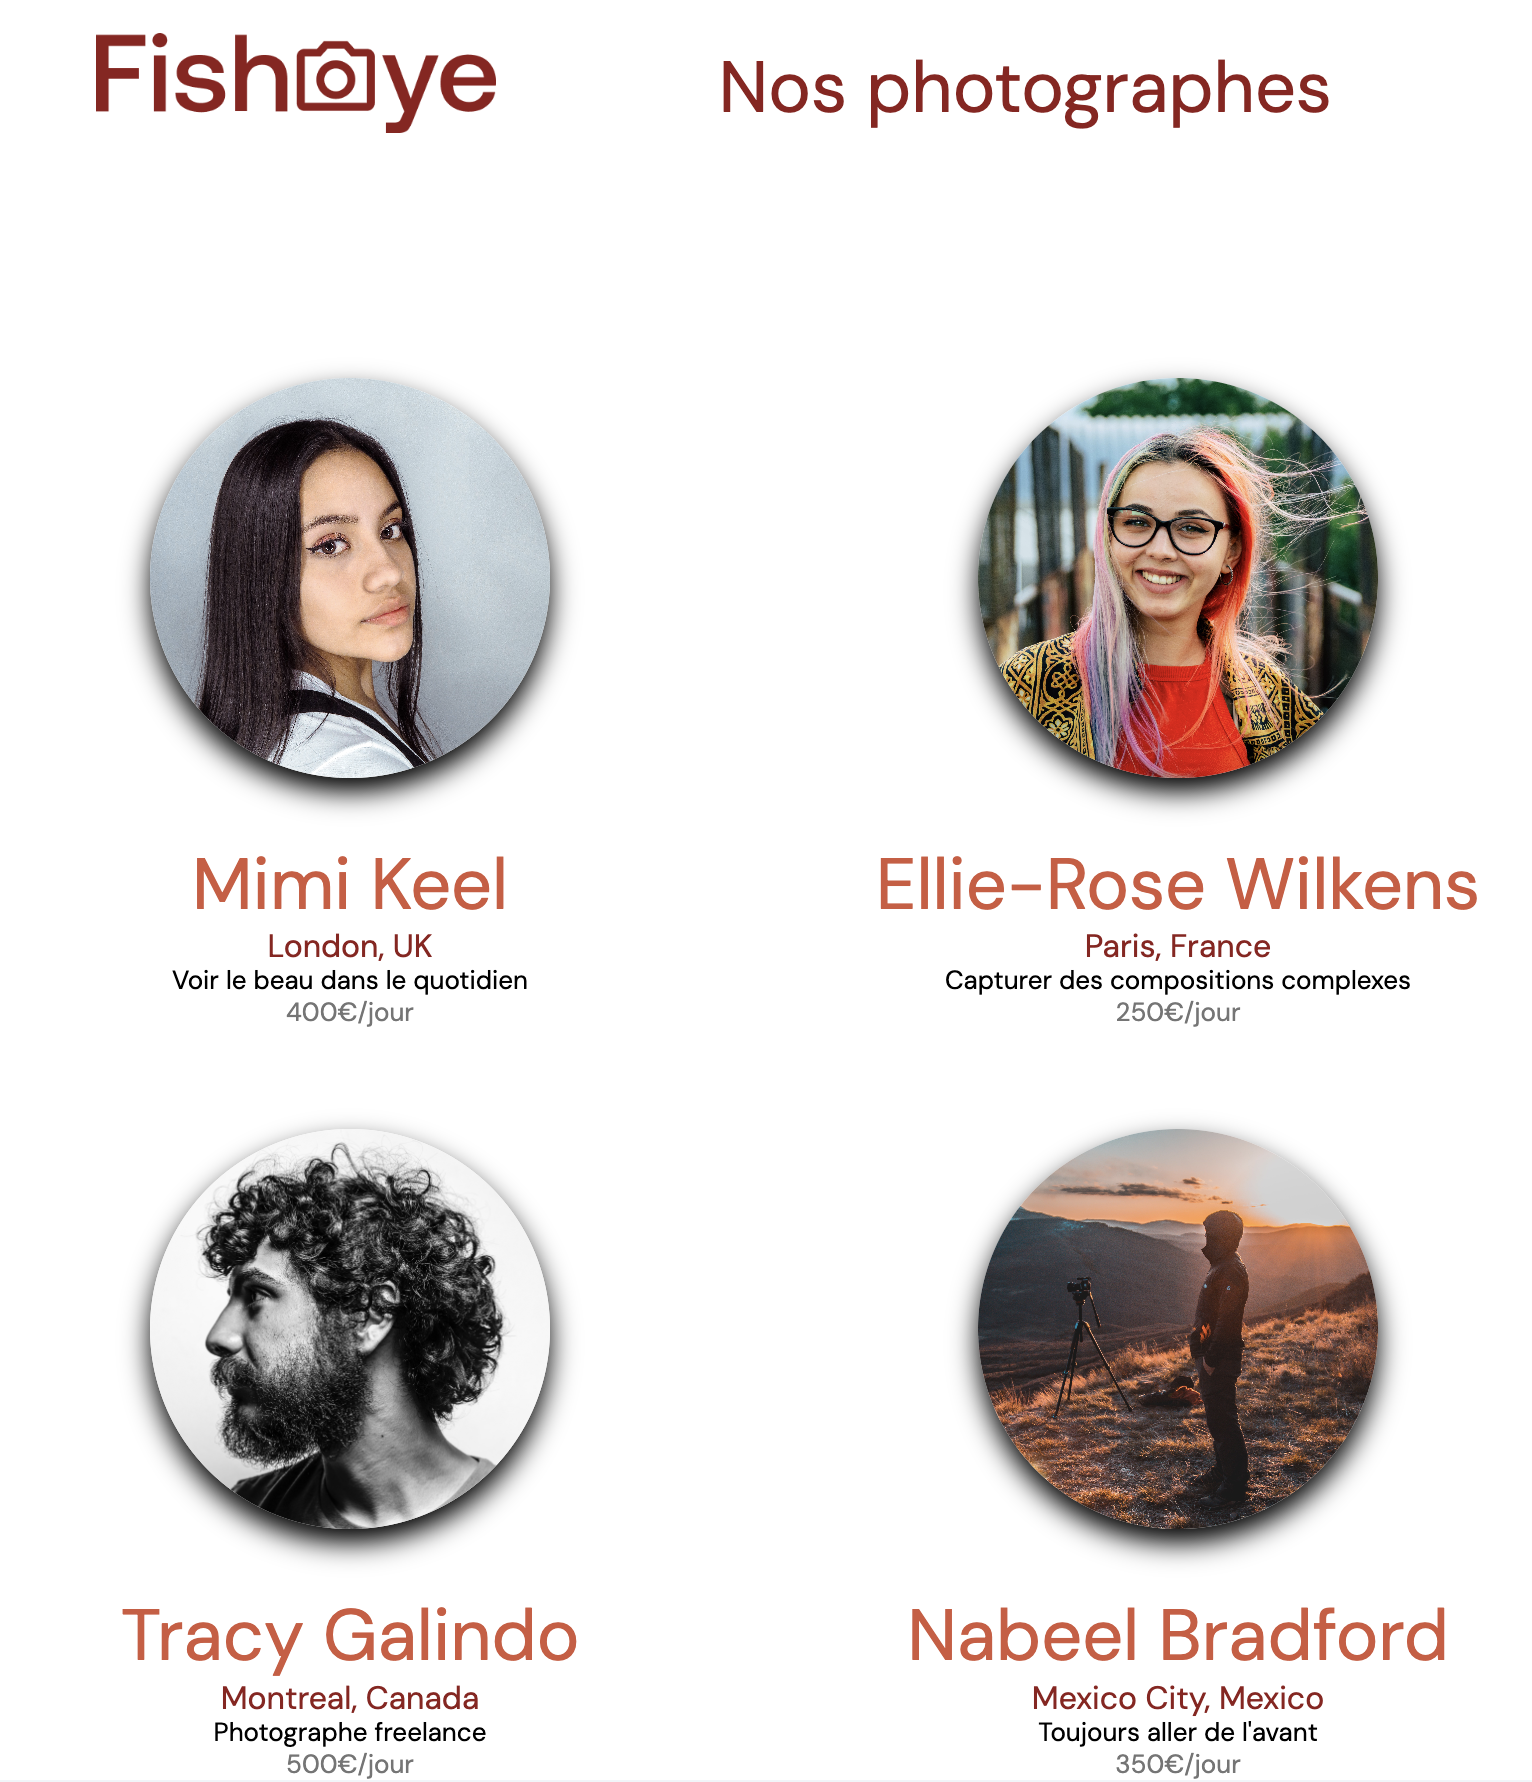 Fisheye
Nos photographes
Mimi Keel
London, UK
Voir le beau dans le quotidien
400€/jour
Ellie-Rose Wilkens
Paris, France
Capturer des compositions complexes
250€/jour
Tracy Galindo
Montreal, Canada
Photographe freelance
500€/jour
Nabeel Bradford
Mexico City, Mexico
Toujours aller de l'avant
350€/jour